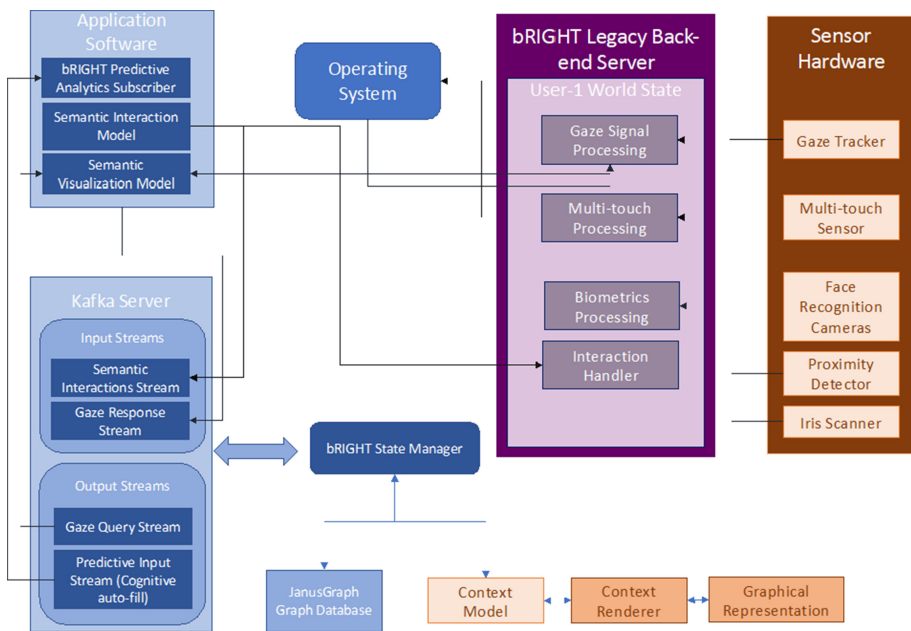 Application
Software
bRIGHT Predictive
Analytics Subscriber
Semantic Interaction
Model
Semantic
Visualization Model
Operating
System
bRIGHT Legacy Back-
end Server
User-1 World State
Gaze Signal
Processing
Multi-touch
Processing
Biometrics
Processing
Interaction
Handler
Sensor
Hardware
Gaze Tracker
Multi-touch
Sensor
Face
Recognition
Cameras
Proximity
Detector
Iris Scanner
Kafka Server
Input Streams
Semantic
Interactions Stream
Gaze Response
Stream
Output Streams
Gaze Query Stream
Predictive Input
Stream (Cognitive
auto-fill)
bRIGHT State Manager
JanusGraph
Graph Database
Context
Model
Context
Renderer
Graphical
Representation